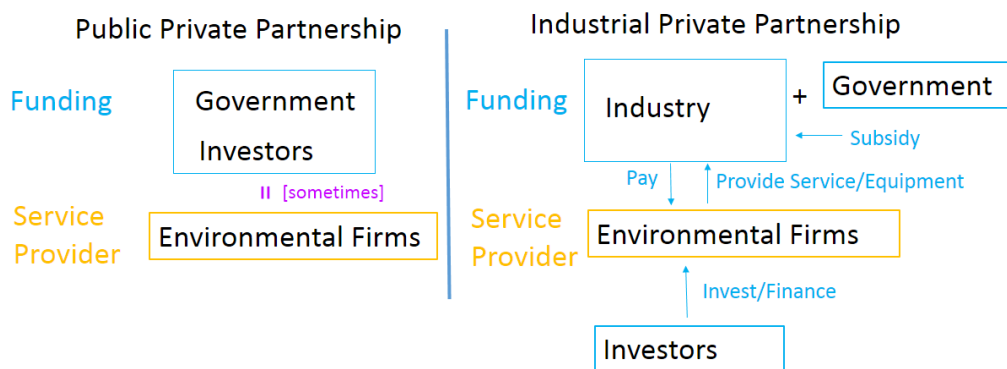 Public Private Partnership
Funding
Government
Investors
II [sometimes]
Service
Provider
Environmental Firms
Industrial Private Partnership
Funding
Industry
+
Government
Subsidy
Pay
Provide Service/Equipment
Service
Provider
Environmental Firms
Invest/Finance
Investors